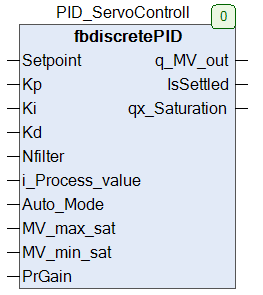 PID_ServoControll
0
fbdiscretePID
Setpoint q_MV_out
Kp IsSettled
Ki qx_Saturation
Kd
Nfilter
i_Process_value
Auto_Mode
MV_max_sat
MV_min_sat
PrGain